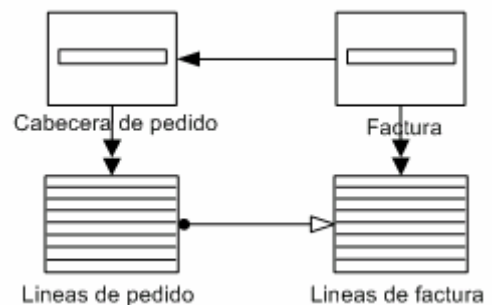 Cabecera de pedido
Factura
Lineas de pedido
Lineas de factura